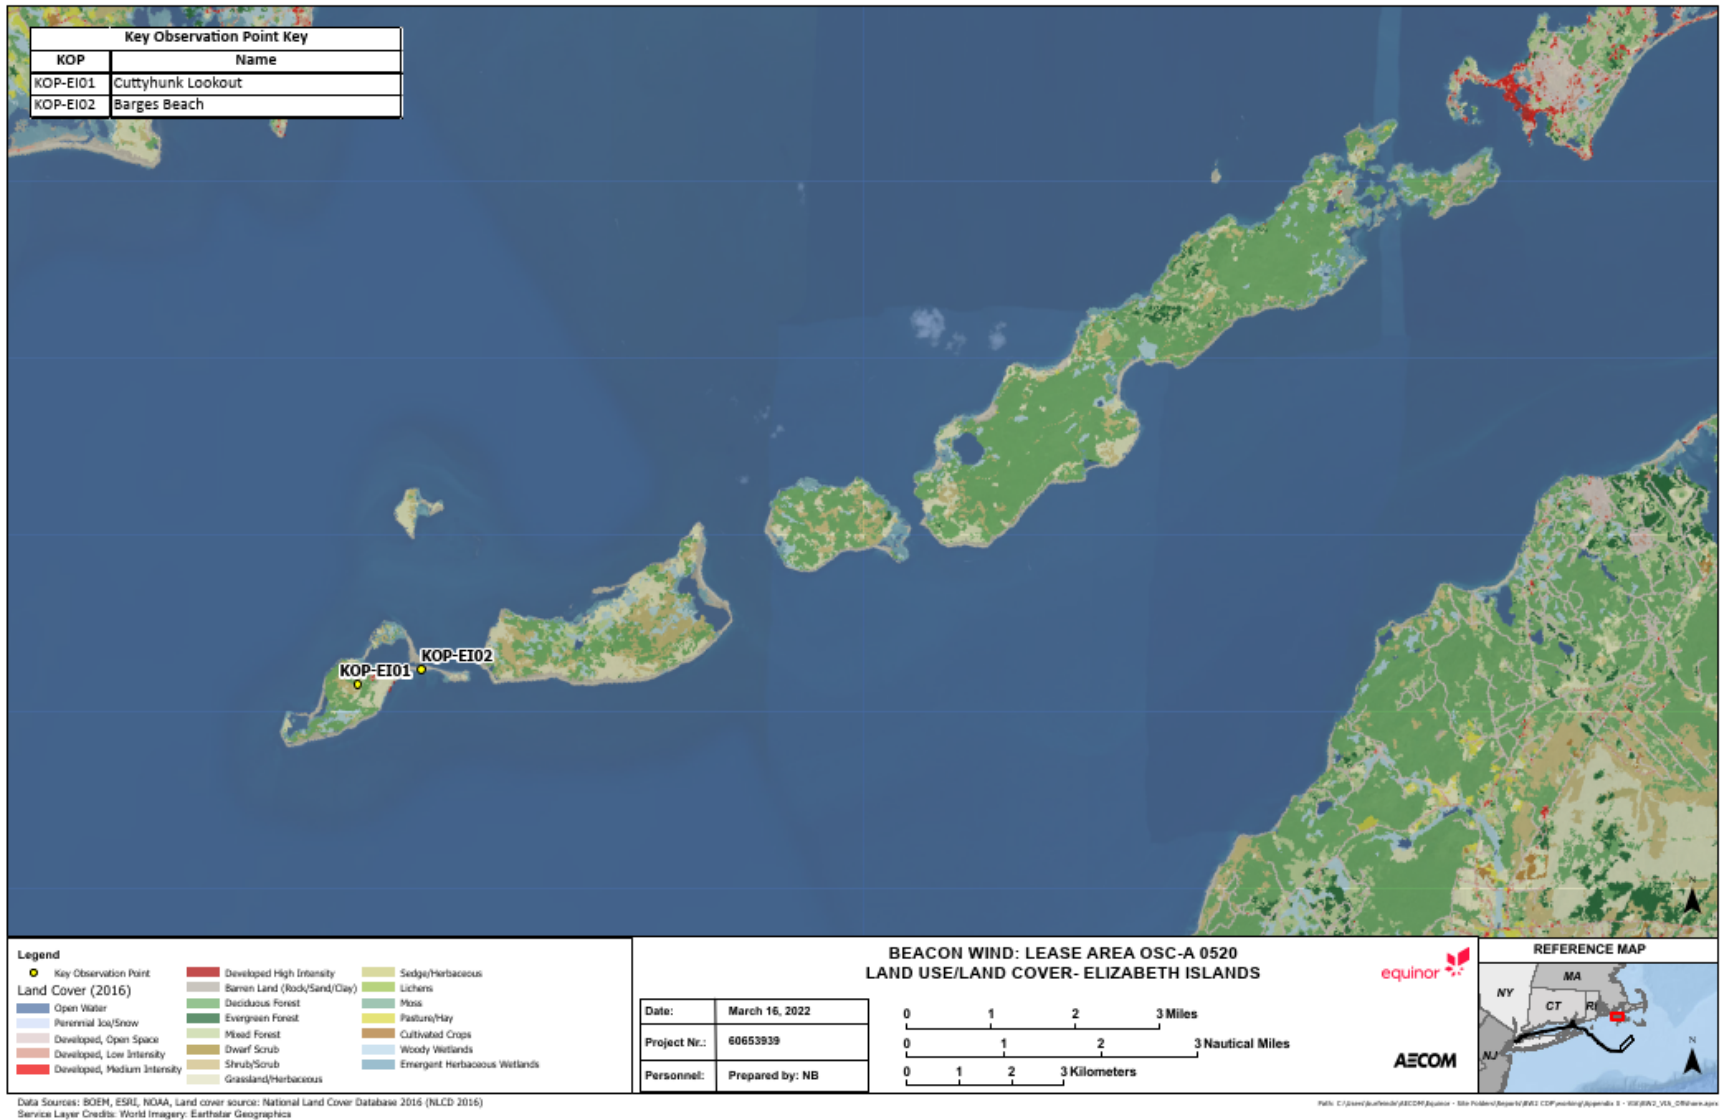 Key Observation Point Key
KOP Name
KOP-EI01 Cuttyhunk Lookout
KOP-EI02 Barges Beach
KOP-EI02
KOP-EI01
N
Legend
Key Observation Point
Land Cover (2016)
Open Water
Perennial Ice/Snow
Developed, Open Space
Developed, Low Intensity
Developed, Medium Intensity
Developed High Intensity
Barren Land (Rock/Sand/Clay)
Deciduous Forest
Evergreen Forest
Mixed Forest
Dwarf Scrub
Shrub/Scrub
Grassland/Herbaceous
Sedge/Herbaceous
Lichens
Moss
Pasture/Hay
Cultivated Crops
Woody Wetlands
Emergent Herbaceous Wetlands
BEACON WIND: LEASE AREA OSC-A 0520
LAND USE/LAND COVER- ELIZABETH ISLANDS
equinor
Date: March 16, 2022
Project Nr.: 60653939
Personnel: Prepared by: NB
0 1 2 3 Miles
0 1 2 3 Nautical Miles
0 1 2 3 Kilometers
AECOM
REFERENCE MAP
MA
NY
CT
RI
NJ
N
Data Sources: BOEM, ESRI, NOAA, Land cover source: National Land Cover Database 2016 (NLCD 2016)
Service Layer Credits: World Imagery: Earthstar Geographics